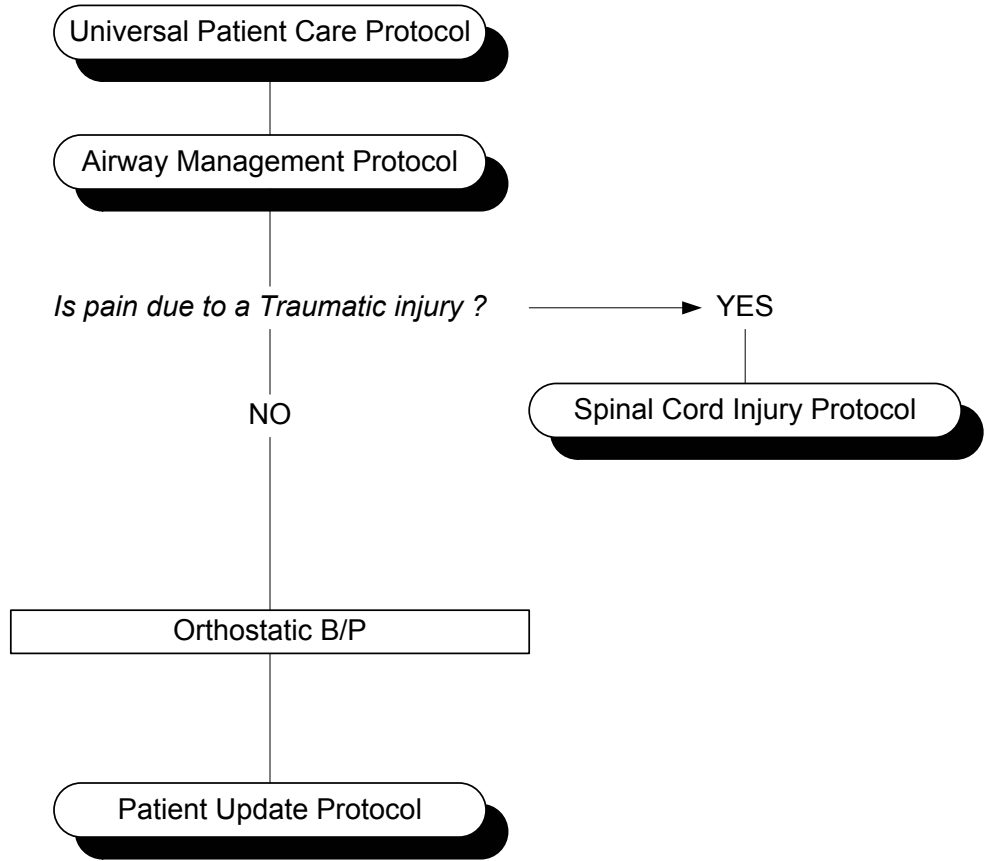 Universal Patient Care Protocol
Airway Management Protocol
Is pain due to a Traumatic injury ?
YES
NO
Spinal Cord Injury Protocol
Orthostatic B/P
Patient Update Protocol